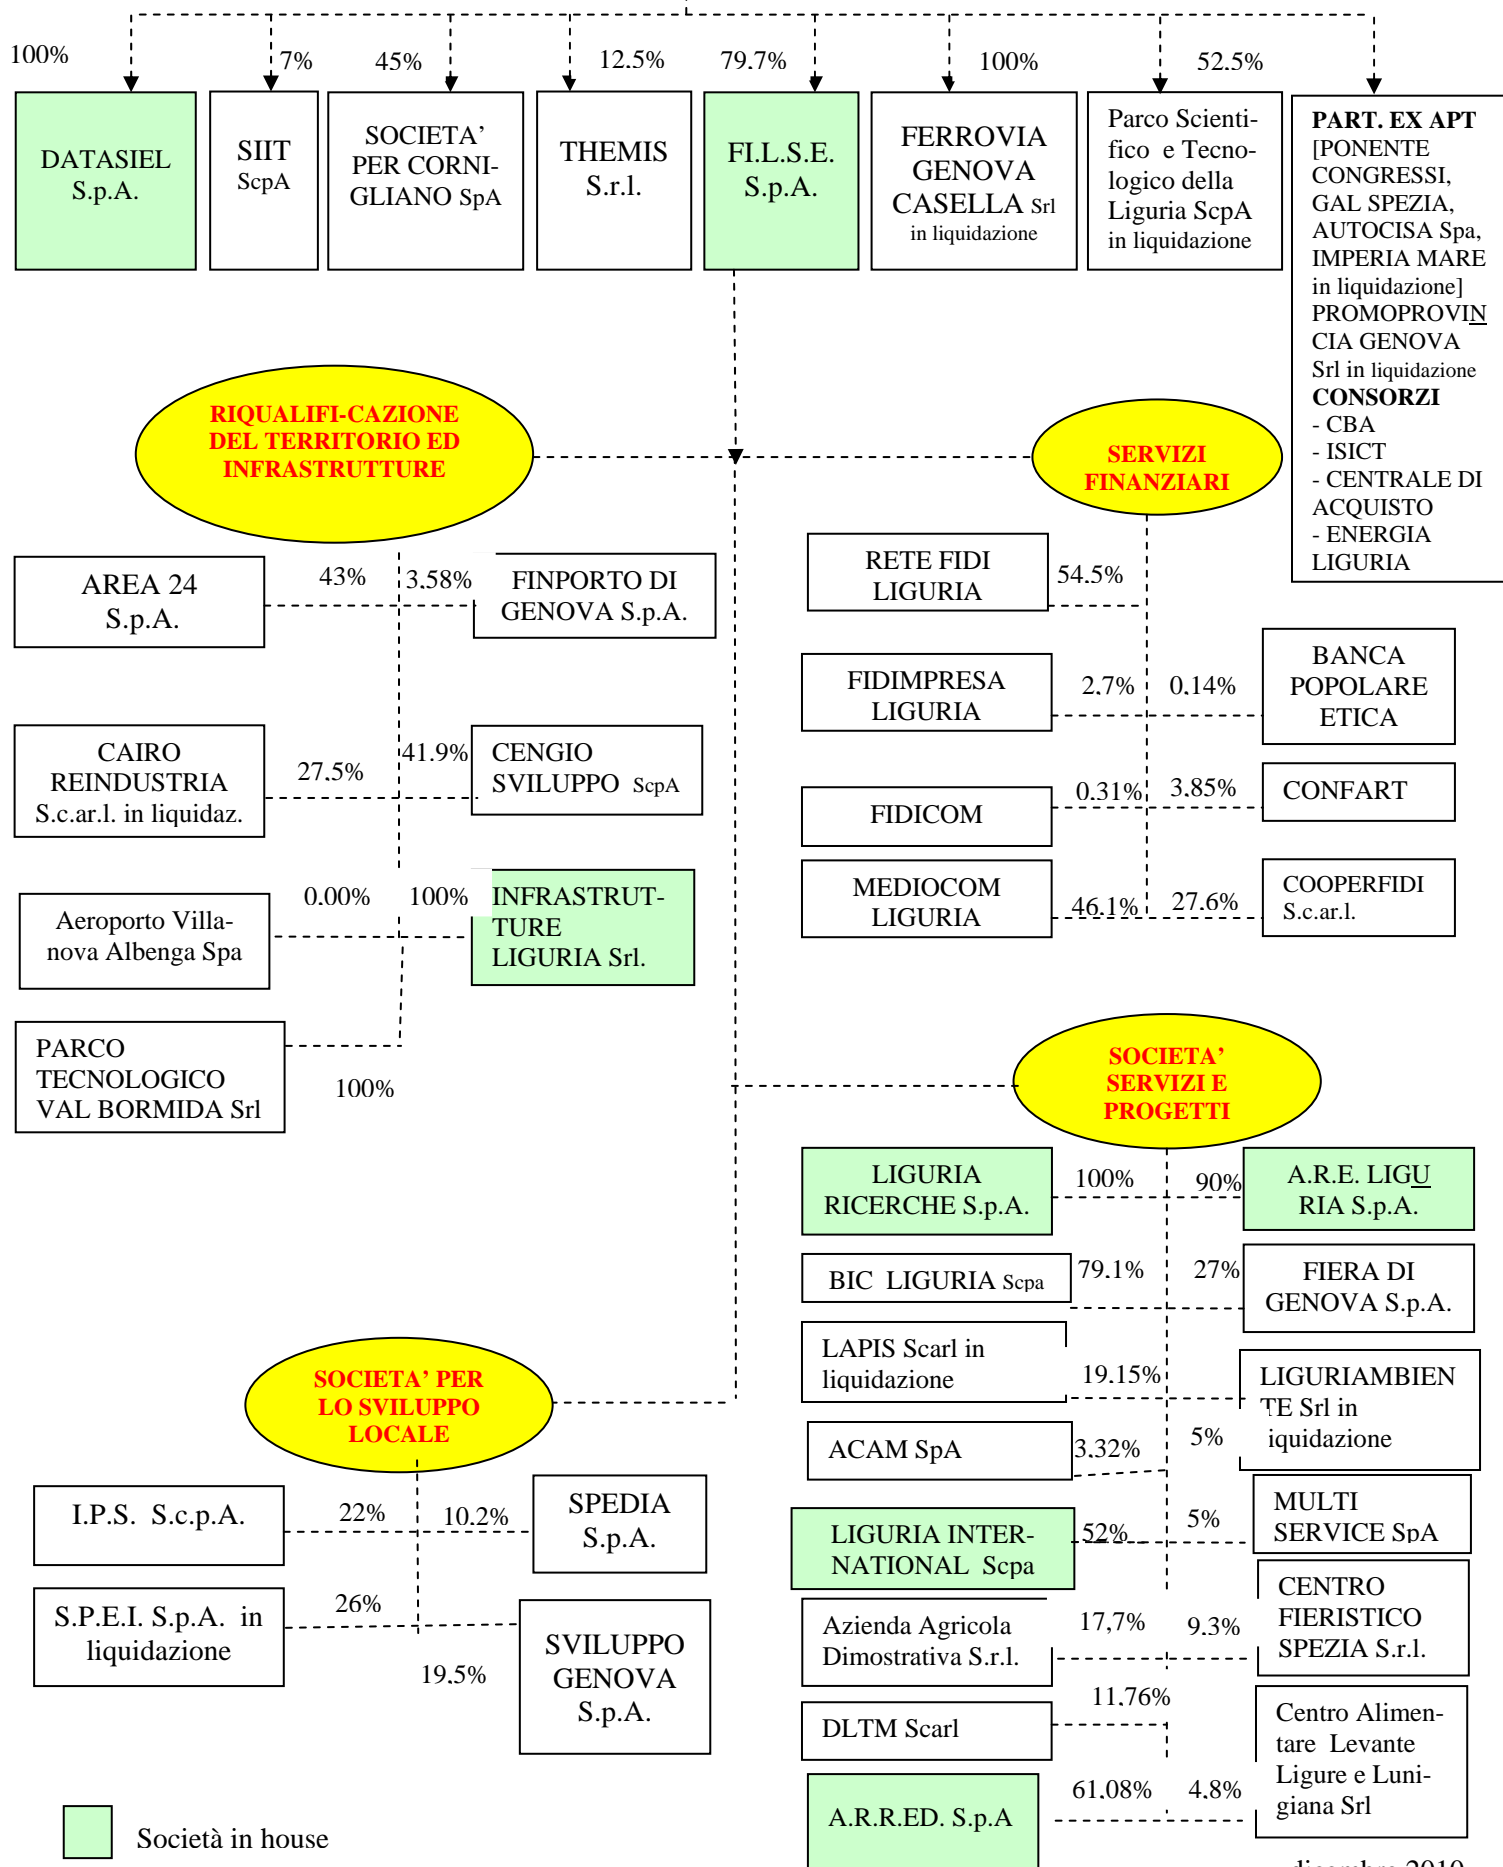 100%
7%
45%
12.5%
79.7%
100%
52.5%
DATASIEL
S.p.A.
SIIT
ScpA
SOCIETA’
PER CORNI-
GLIANO SpA
THEMIS
S.r.l.
FI.L.S.E.
S.p.A.
FERROVIA
GENOVA
CASELLA Srl
in liquidazione
Parco Scienti-
fico e Tecno-
logico della
Liguria ScpA
in liquidazione
PART. EX APT
[PONENTE
CONGRESSI,
GAL SPEZIA,
AUTOCISA Spa,
IMPERIA MARE
in liquidazione]
PROMOPROVIN
CIA GENOVA
Srl in liquidazione
CONSORZI
- CBA
- ISICT
- CENTRALE DI
ACQUISTO
- ENERGIA
LIGURIA
RIQUALIFI-CAZIONE
DEL TERRITORIO ED
INFRASTRUTTURE
AREA 24
S.p.A.
43%
3.58%
FINPORTO DI
GENOVA S.p.A.
CAIRO
REINDUSTRIA
S.c.ar.l. in liquidaz.
27.5%
41.9%
CENGIO
SVILUPPO ScpA
Aeroporto Villa-
nova Albenga Spa
0.00%
100%
INFRASTRUT-
TURE
LIGURIA Srl.
PARCO
TECNOLOGICO
VAL BORMIDA Srl
100%
SERVIZI
FINANZIARI
RETE FIDI
LIGURIA
54.5%
FIDIMPRESA
LIGURIA
2.7%
0.14%
BANCA
POPOLARE
ETICA
FIDICOM
0.31%
3.85%
CONFART
MEDIOCOM
LIGURIA
46.1%
27.6%
COOPERFIDI
S.c.ar.l.
SOCIETA’
SERVIZI E
PROGETTI
LIGURIA
RICERCHE S.p.A.
100%
90%
A.R.E. LIGU
RIA S.p.A.
BIC LIGURIA Scpa
79.1%
27%
FIERA DI
GENOVA S.p.A.
LAPIS Scarl in
liquidazione
19.15%
LIGURIAMBIEN
TE Srl in
iquidazione
ACAM SpA
3.32%
5%
LIGURIA INTER-
NATIONAL Scpa
52%
5%
MULTI
SERVICE SpA
Azienda Agricola
Dimostrativa S.r.l.
17,7%
9.3%
CENTRO
FIERISTICO
SPEZIA S.r.l.
DLTM Scarl
11,76%
Centro Alimen-
tare Levante
Ligure e Luni-
giana Srl
A.R.R.ED. S.p.A
61,08%
4,8%
SOCIETA’ PER
LO SVILUPPO
LOCALE
I.P.S. S.c.p.A.
22%
10.2%
SPEDIA
S.p.A.
S.P.E.I. S.p.A. in
liquidazione
26%
19,5%
SVILUPPO
GENOVA
S.p.A.
Società in house
dicembre 2010